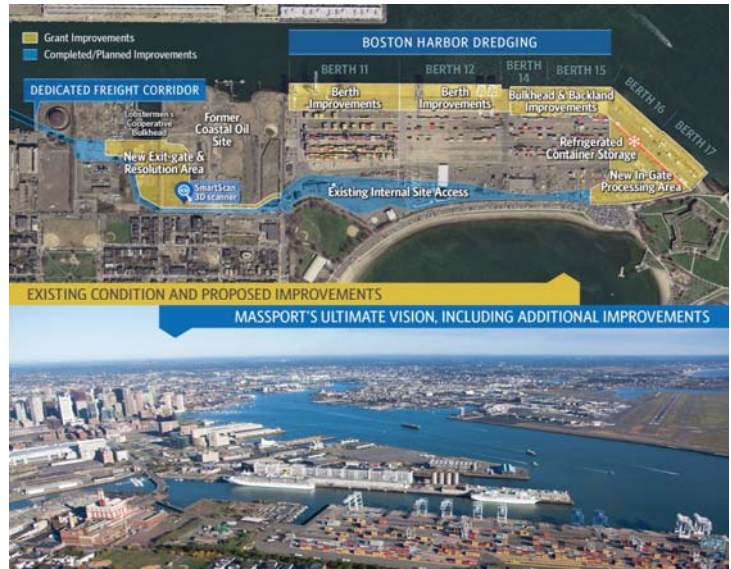 Grant Improvements
Completed/Planned Improvements
BOSTON HARBOR DREDGING
BERTH 11
BERTH 12
BERTH
14
BERTH 15
BERTH 16
BERTH 17
DEDICATED FREIGHT CORRIDOR
Lobstermen's
Cooperative
Bulkhead
Former
Coastal Oil
Site
Berth
Improvements
Berth
Improvements
Bulkhead & Backland
Improvements
New Exit-gate &
Resolution Area
SmartScan
3D scanner
Refrigerated
Container Storage
New In-Gate
Processing Area
Existing Internal Site Access
EXISTING CONDITION AND PROPOSED IMPROVEMENTS
MASSPORT'S ULTIMATE VISION, INCLUDING ADDITIONAL IMPROVEMENTS